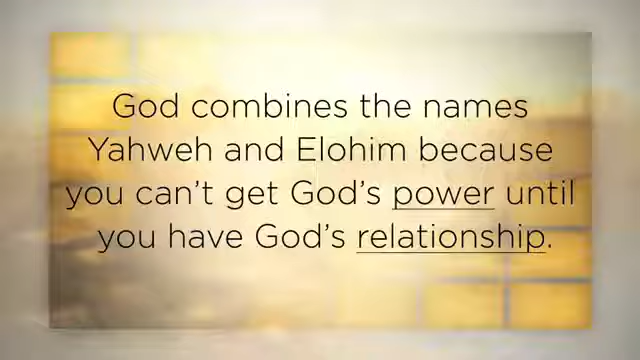 God combines the names
Yahweh and Elohim because
you can't get God's power until
you have God's relationship.